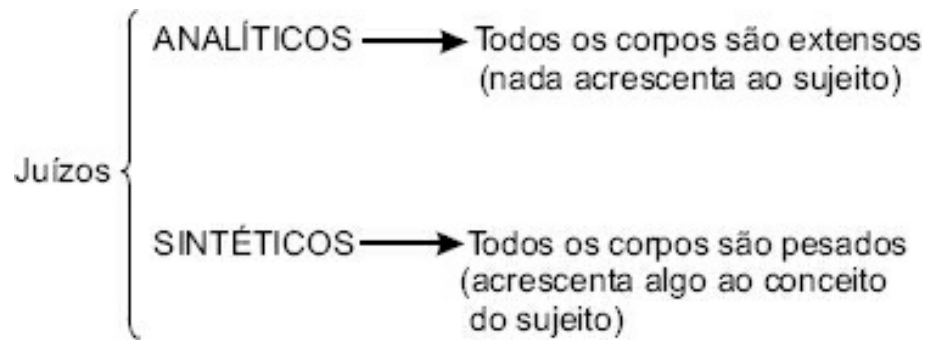 ANALÍTICOS Todos os corpos são extensos
(nada acrescenta ao sujeito)
Juízos
SINTÉTICOS Todos os corpos são pesados
(acrescenta algo ao conceito
do sujeito)